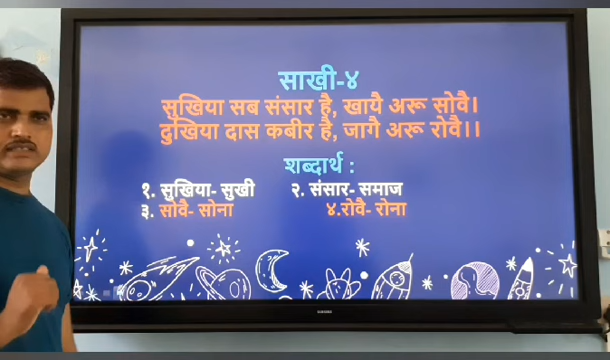 साखी-४
सुखिया सब संसार है, खायै अरू सोवै।
दुखिया दास कबीर है, जागै अरू रोवै।।
शब्दार्थ :
१. सुखिया- सुखी २. संसार- समाज
३. सोवै- सोना ४.रोवै- रोना